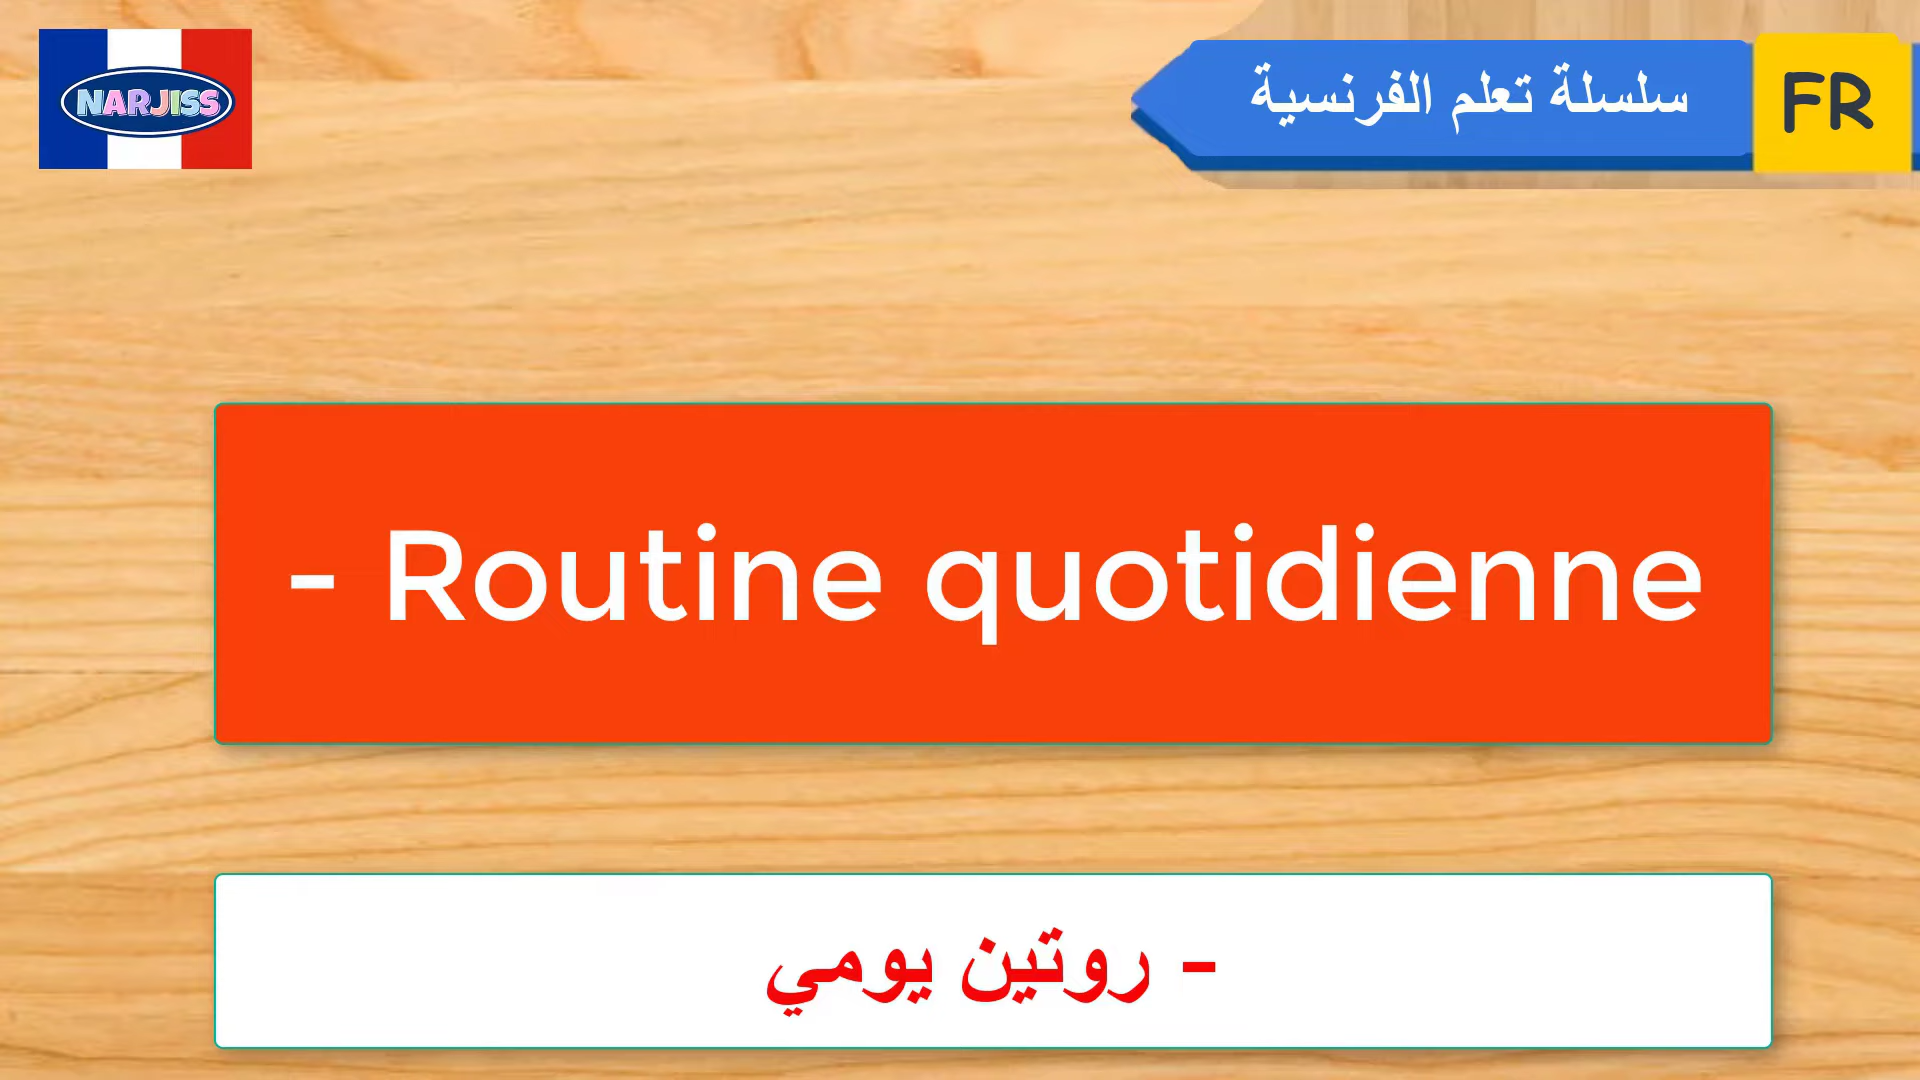 NARJISS
سلسلة تعلم الفرنسية
FR
- Routine quotidienne
- روتين يومي